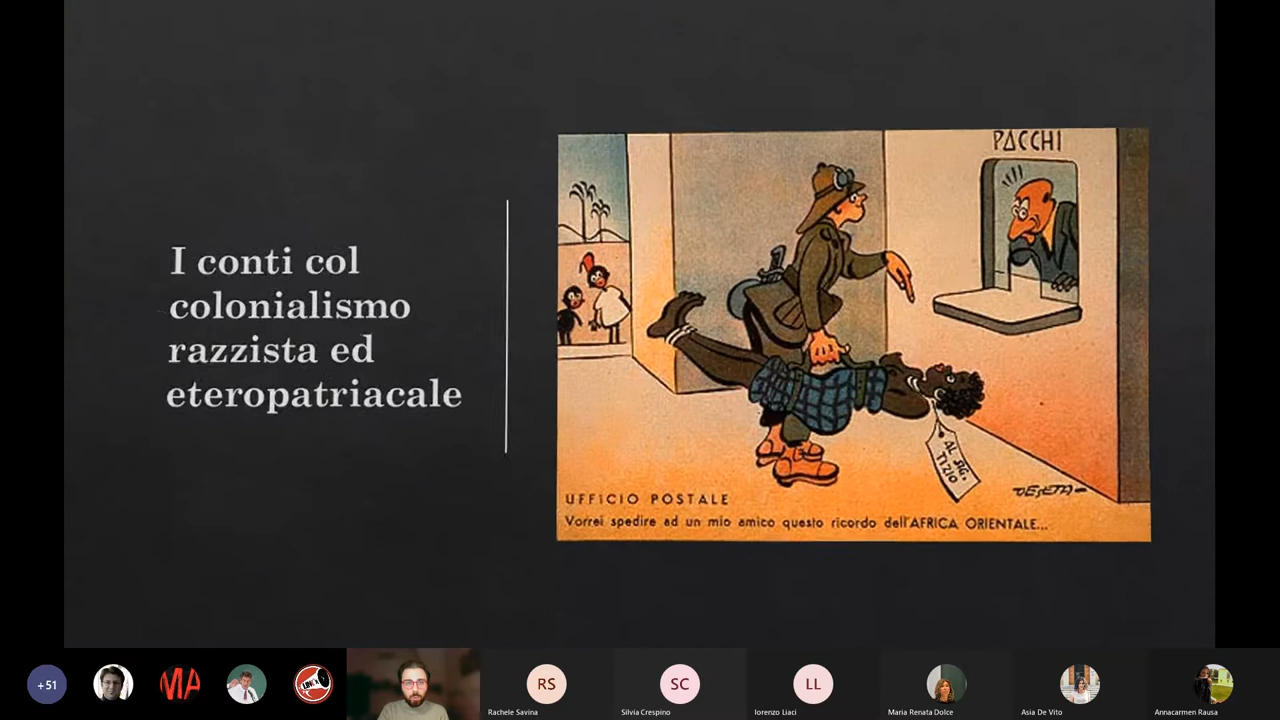 I conti col
colonialismo
razzista ed
eteropatriacale
PACCHI
AL SIG.
TIZIO
DESETA
UFFICIO POSTALE
Vorrei spedire ad un mio amico questo ricordo dell'AFRICA ORIENTALE...
+51
MA
RS
SC
LL
Rachele Savina
Silvia Crespino
lorenzo Liaci
Maria Renata Dolce
Asia De Vito
Annacarmen Rausa